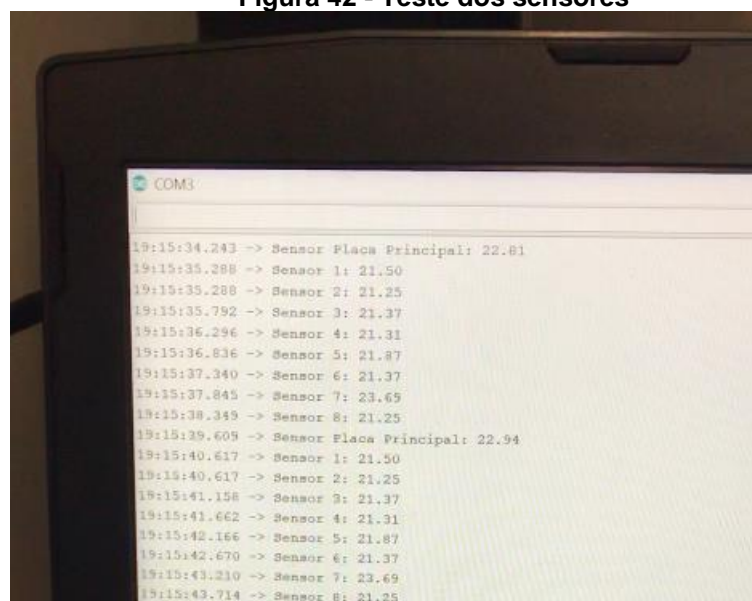 Figura 42 - Teste dos sensores
COM3
19:15:34.243 -> Sensor Placa Principal: 22.81
19:15:35.288 -> Sensor 1: 21.50
19:15:35.288 -> Sensor 2: 21.25
19:15:35.792 -> Sensor 3: 21.37
19:15:36.296 -> Sensor 4: 21.31
19:15:36.836 -> Sensor 5: 21.87
19:15:37.340 -> Sensor 6: 21.37
19:15:37.845 -> Sensor 7: 23.69
19:15:38.349 -> Sensor 8: 21.25
19:15:39.609 -> Sensor Placa Principal: 22.94
19:15:40.617 -> Sensor 1: 21.50
19:15:40.617 -> Sensor 2: 21.25
19:15:41.158 -> Sensor 3: 21.37
19:15:41.662 -> Sensor 4: 21.31
19:15:42.166 -> Sensor 5: 21.87
19:15:42.670 -> Sensor 6: 21.37
19:15:43.210 -> Sensor 7: 23.69
19:15:43.714 -> Sensor 8: 21.25